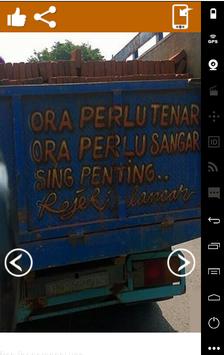 ORA PERLU TENAR
ORA PERLU SANGAR
SING PENTING..
Rejeki lancar